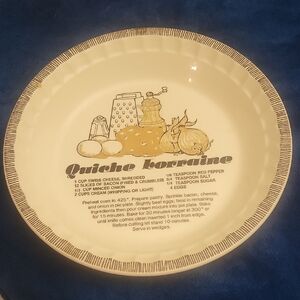 Quiche Lorraine
1 CUP SWISS CHEESE, SHREDDED
12 SLICES OF BACON (FRIED & CRUMBLED)
1/3 CUP MINCED ONION
2 CUPS CREAM (WHIPPING OR LIGHT)
1/8 TEASPOON RED PEPPER
3/4 TEASPOON SALT
1/4 TEASPOON SUGAR
4 EGGS
Preheat oven to 425°. Prepare pastry. Sprinkle bacon, cheese,
and onion in pie plate. Slightly beat eggs; beat in remaining
ingredients then pour cream mixture into pie plate. Bake
for 15 minutes. Bake for 30 minutes longer at 300° or
until knife comes clean inserted 1 inch from edge.
Before cutting let stand 10 minutes.
Serve in wedges.